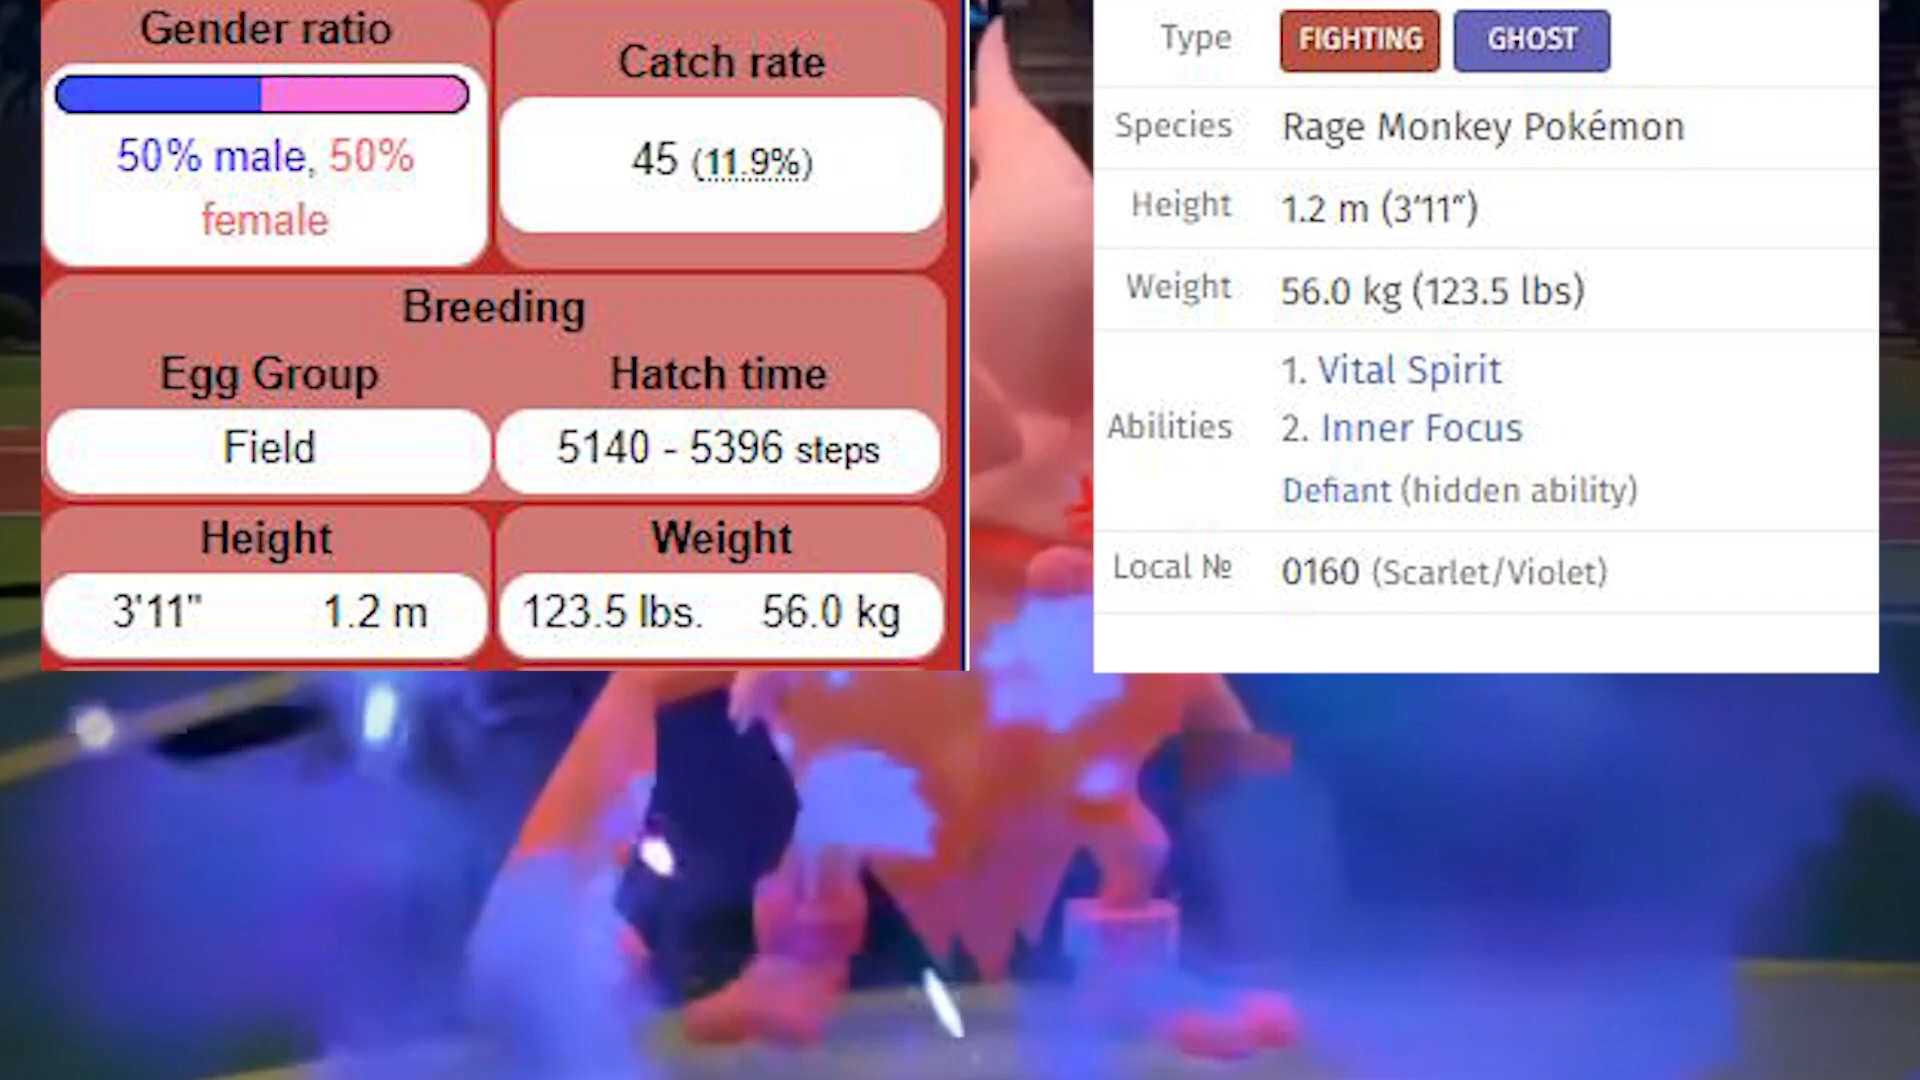 Gender ratio
50% male, 50%
female
Catch rate
45 (11.9%)
Breeding
Egg Group
Field
Hatch time
5140 - 5396 steps
Height
3'11" 1.2 m
Weight
123.5 lbs. 56.0 kg
Type FIGHTING GHOST
Species Rage Monkey Pokémon
Height 1.2 m (3′11″)
Weight 56.0 kg (123.5 lbs)
Abilities
1. Vital Spirit
2. Inner Focus
Defiant (hidden ability)
Local № 0160 (Scarlet/Violet)